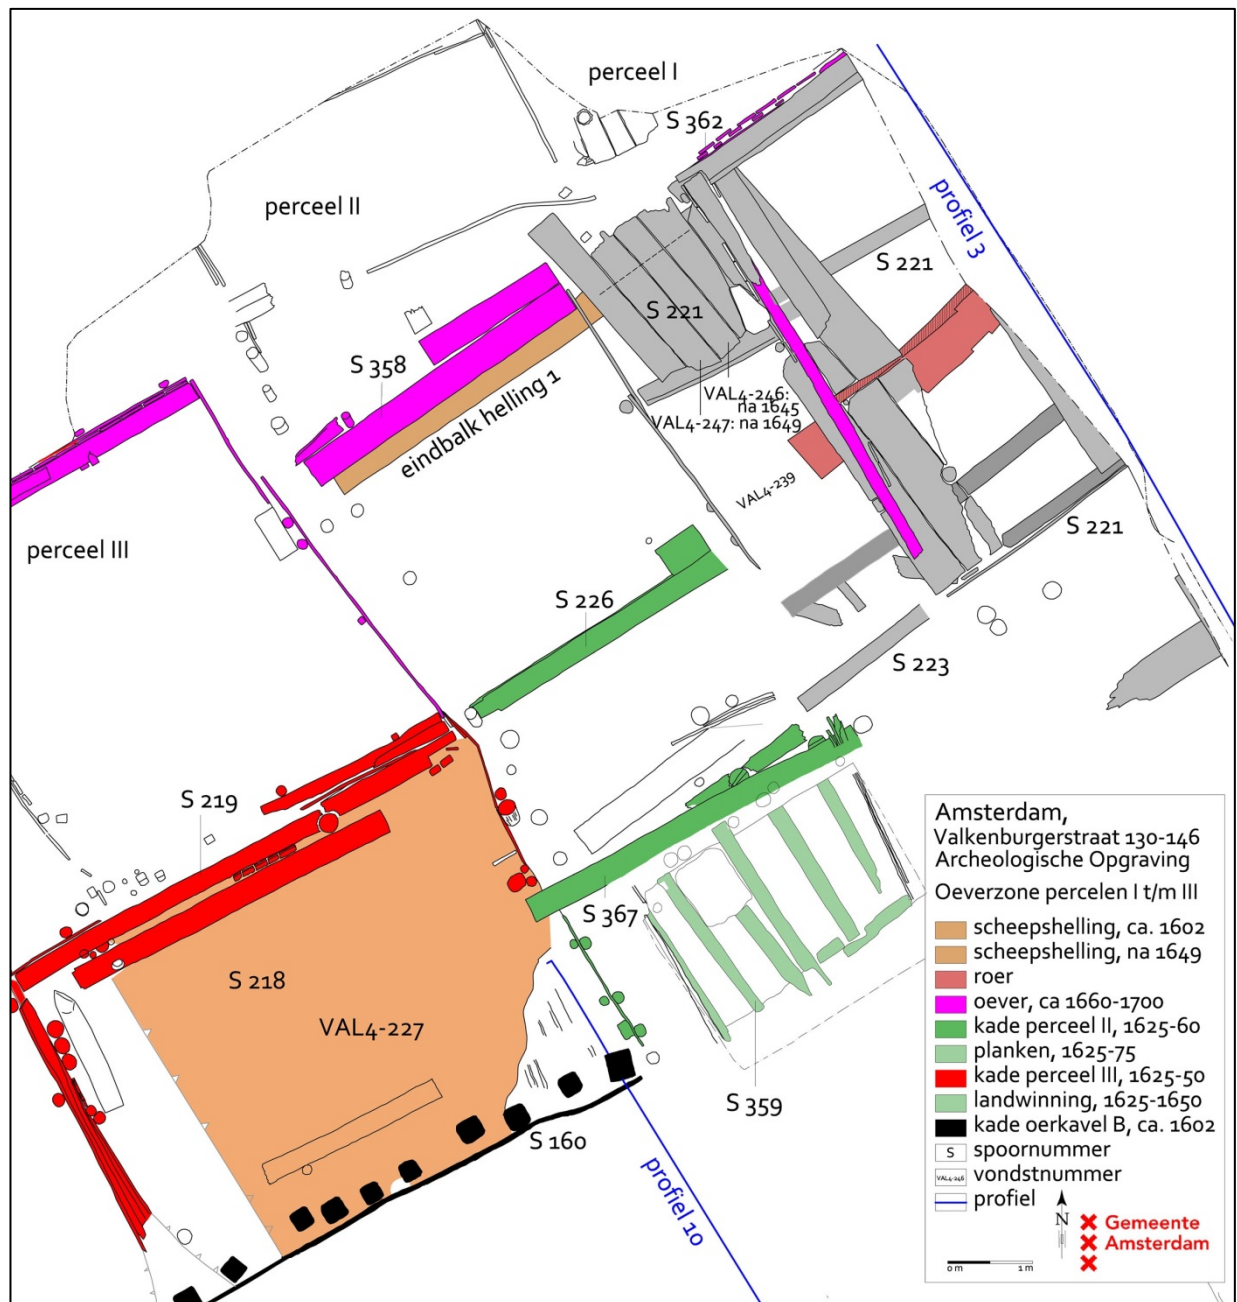 perceel I
S 362
perceel II
profiel 3
S 221
S 221
S 358
eindbalk helling 1
VAL4-246:
na 1645
VAL4-247: na 1649
VAL4-239
perceel III
S 221
S 226
S 223
S 219
S 367
S 218
VAL4-227
S 359
S 160
profiel 10
Amsterdam,
Valkenburgerstraat 130-146
Archeologische Opgraving
Oeverzone percelen I t/m III
scheepshelling, ca. 1602
scheepshelling, na 1649
roer
oever, ca 1660-1700
kade perceel II, 1625-60
planken, 1625-75
kade perceel III, 1625-50
landwinning, 1625-1650
kade oerkavel B, ca. 1602
S spoornummer
VAL4-246 vondstnummer
profiel
N
Gemeente
Amsterdam
0 m 1 m